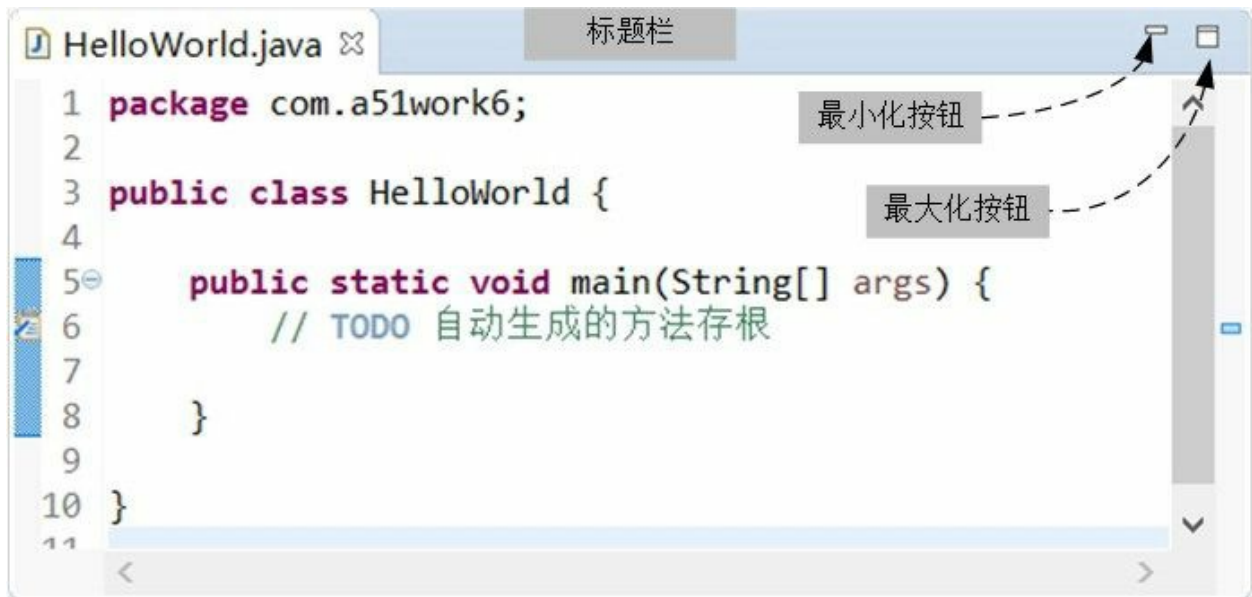 HelloWorld.java
标题栏
最小化按钮
最大化按钮
1 package com.a51work6;
2
3 public class HelloWorld {
4
5 public static void main(String[] args) {
6 // TODO 自动生成的方法存根
7
8 }
9
10 }
11